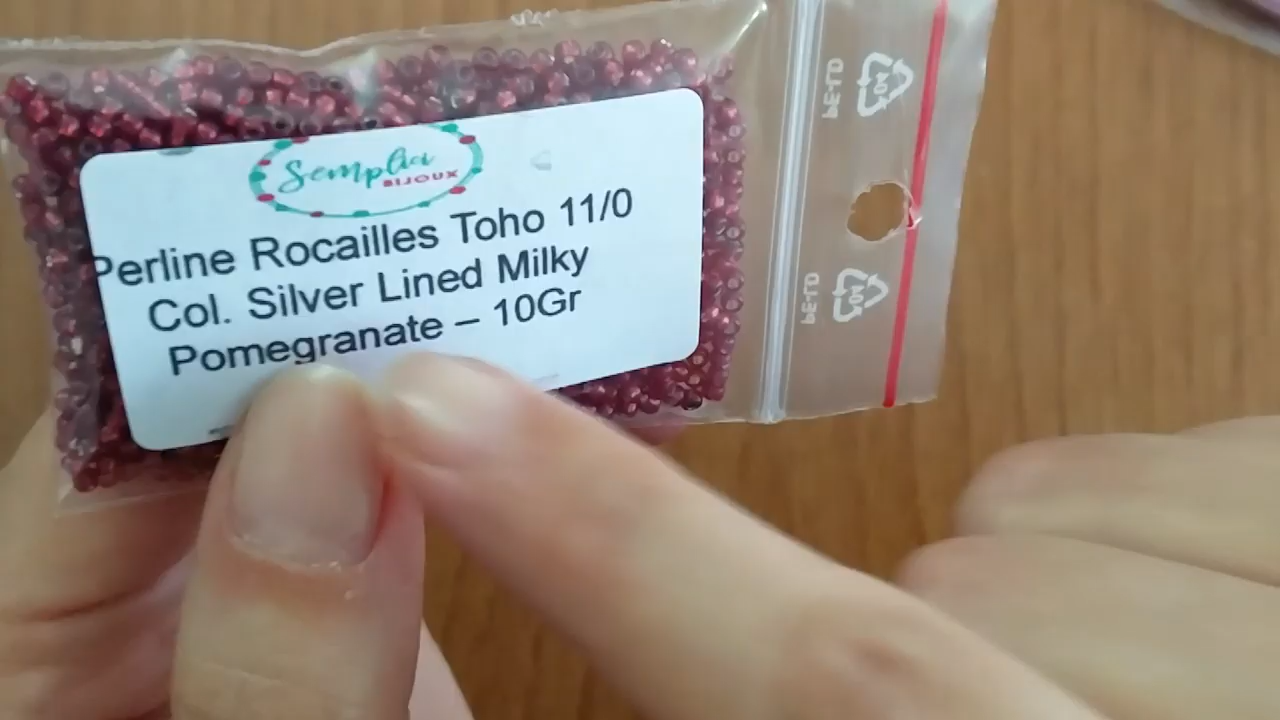 Semplici
BIJOUX
Perline Rocailles Toho 11/0
Col. Silver Lined Milky
Pomegranate – 10Gr
PE-LD
04
PE-LD
04